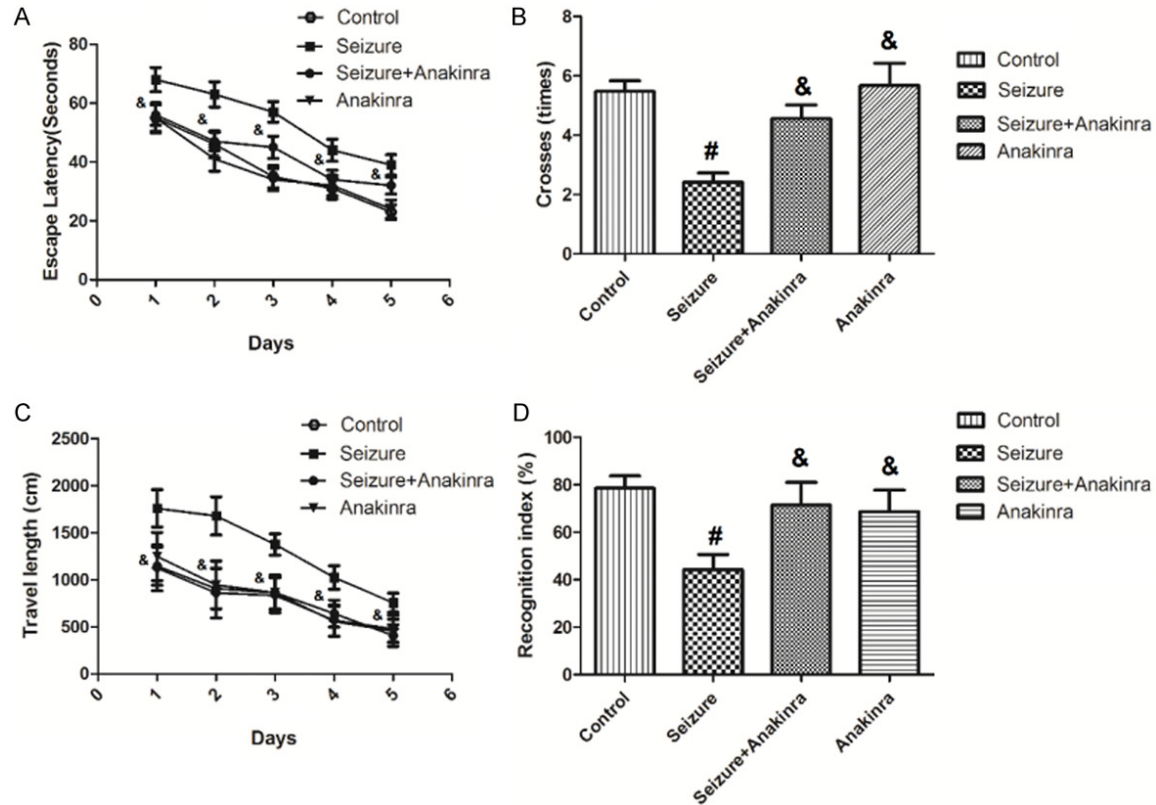 A
Control
Seizure
Seizure+Anakinra
Anakinra
Escape Latency(Seconds)
80
60
40
20
0
& & & & &
0 1 2 3 4 5 6
Days
B
Crosses (times)
8
6
4
2
0
# & &
Control Seizure Seizure+Anakinra Anakinra
Control
Seizure
Seizure+Anakinra
Anakinra
C
Control
Seizure
Seizure+Anakinra
Anakinra
Travel length (cm)
2500
2000
1500
1000
500
0
& & & & &
0 1 2 3 4 5 6
Days
D
Recognition index (%)
100
80
60
40
20
0
# & &
Control Seizure Seizure+Anakinra Anakinra
Control
Seizure
Seizure+Anakinra
Anakinra